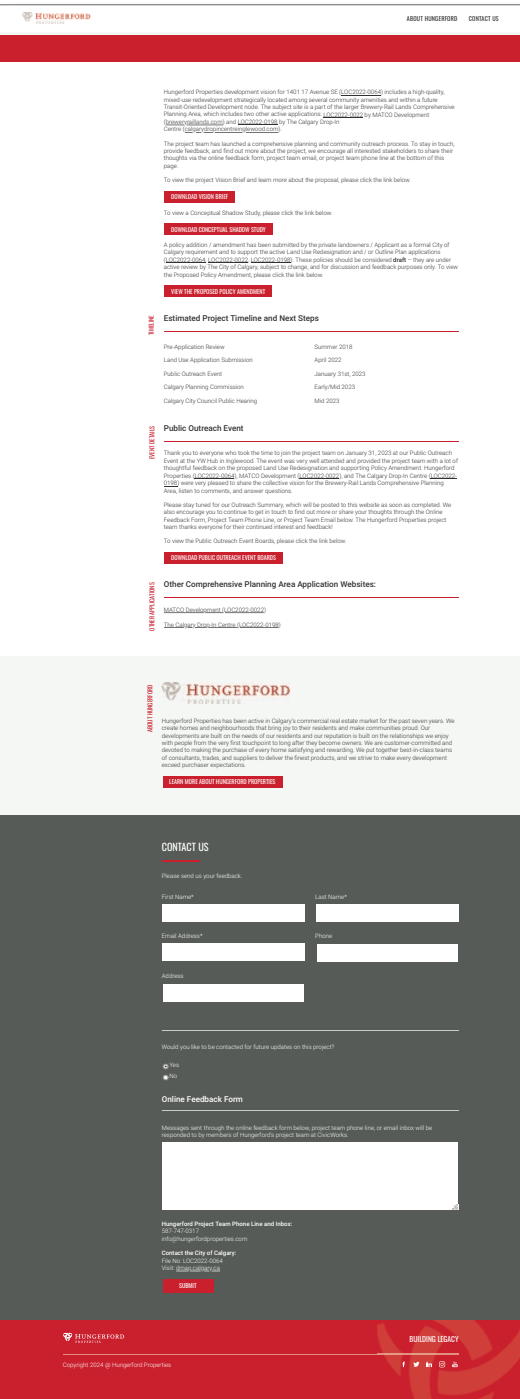 HUNGERFORD
PROPERTIES
ABOUT HUNGERFORD
CONTACT US
Hungerford Properties development vision for 1401 17 Avenue SE (LOC2022-0064) includes a high-quality,
mixed-use redevelopment strategically located among several community amenities and within a future
Transit-Oriented Development node. The subject site is a part of the larger Brewery-Rail Lands Comprehensive
Planning Area, which includes two other active applications: LOC2022-0022 by MATCO Development
(breweryraillands.com) and LOC2022-0198 by The Calgary Drop-In
Centre (calgarydropincentreinglewood.com).
The project team has launched a comprehensive planning and community outreach process. To stay in touch,
provide feedback, and find out more about the project, we encourage all interested stakeholders to share their
thoughts via the online feedback form, project team email, or project team phone line at the bottom of this
page.
To view the project Vision Brief and learn more about the proposal, please click the link below.
DOWNLOAD VISION BRIEF
To view a Conceptual Shadow Study, please click the link below.
DOWNLOAD CONCEPTUAL SHADOW STUDY
A policy addition / amendment has been submitted by the private landowners / Applicant as a formal City of
Calgary requirement and to support the active Land Use Redesignation and / or Outline Plan applications
(LOC2022-0064, LOC2022-0022, LOC2022-0198). These policies should be considered draft – they are under
active review by The City of Calgary, subject to change, and for discussion and feedback purposes only. To view
the Proposed Policy Amendment, please click the link below.
VIEW THE PROPOSED POLICY AMENDMENT
TIMELINE
Estimated Project Timeline and Next Steps
Pre-Application Review Summer 2018
Land Use Application Submission April 2022
Public Outreach Event January 31st, 2023
Calgary Planning Commission Early/Mid 2023
Calgary City Council Public Hearing Mid 2023
EVENT DETAILS
Public Outreach Event
Thank you to everyone who took the time to join the project team on January 31, 2023 at our Public Outreach
Event at the YW Hub in Inglewood. The event was very well attended and provided the project team with a lot of
thoughtful feedback on the proposed Land Use Redesignation and supporting Policy Amendment. Hungerford
Properties (LOC2022-0064), MATCO Development (LOC2022-0022), and The Calgary Drop-In Centre (LOC2022-
0198) were very pleased to share the collective vision for the Brewery-Rail Lands Comprehensive Planning
Area, listen to comments, and answer questions.
Please stay tuned for our Outreach Summary, which will be posted to this website as soon as completed. We
also encourage you to continue to get in touch to find out more or share your thoughts through the Online
Feedback Form, Project Team Phone Line, or Project Team Email below. The Hungerford Properties project
team thanks everyone for their continued interest and feedback!
To view the Public Outreach Event Boards, please click the link below.
DOWNLOAD PUBLIC OUTREACH EVENT BOARDS
OTHER APPLICATIONS
Other Comprehensive Planning Area Application Websites:
MATCO Development (LOC2022-0022)
The Calgary Drop-In Centre (LOC2022-0198)
ABOUT HUNGERFORD
HUNGERFORD
PROPERTIES
Hungerford Properties has been active in Calgary's commercial real estate market for the past seven years. We
create homes and neighbourhoods that bring joy to their residents and make communities proud. Our
developments are built on the needs of our residents and our reputation is built on the relationships we enjoy
with people from the very first touchpoint to long after they become owners. We are customer-committed and
devoted to making the purchase of every home satisfying and rewarding. We put together best-in-class teams
of consultants, trades, and suppliers to deliver the finest products, and we strive to make every development
exceed purchaser expectations.
LEARN MORE ABOUT HUNGERFORD PROPERTIES
CONTACT US
Please send us your feedback.
First Name* Last Name*
Email Address* Phone
Address
Would you like to be contacted for future updates on this project?
Yes
No
Online Feedback Form
Messages sent through the online feedback form below, project team phone line, or email inbox will be
responded to by members of Hungerford's project team at CivicWorks.
Hungerford Project Team Phone Line and Inbox:
587-747-0317
info@hungerfordproperties.com
Contact the City of Calgary:
File No. LOC2022-0064
Visit: dmap.calgary.ca
SUBMIT
HUNGERFORD
PROPERTIES
BUILDING LEGACY
Copyright 2024 @ Hungerford Properties